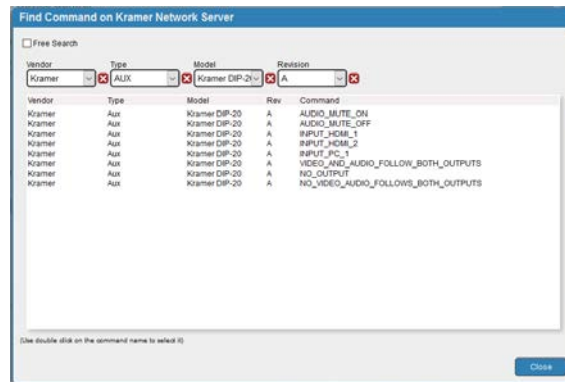 Find Command on Kramer Network Server
Free Search
Vendor Type Model Revision
Kramer AUX Kramer DIP-2 A
Vendor Type Model Rev Command
Kramer Aux Kramer DIP-20 A AUDIO_MUTE_ON
Kramer Aux Kramer DIP-20 A AUDIO_MUTE_OFF
Kramer Aux Kramer DIP-20 A INPUT_HDMI_1
Kramer Aux Kramer DIP-20 A INPUT_HDMI_2
Kramer Aux Kramer DIP-20 A INPUT_PC_1
Kramer Aux Kramer DIP-20 A VIDEO_AND_AUDIO_FOLLOW_BOTH_OUTPUTS
Kramer Aux Kramer DIP-20 A NO_OUTPUT
Kramer Aux Kramer DIP-20 A NO_VIDEO_AUDIO_FOLLOWS_BOTH_OUTPUTS
(Use double click on the command name to select it)
Close